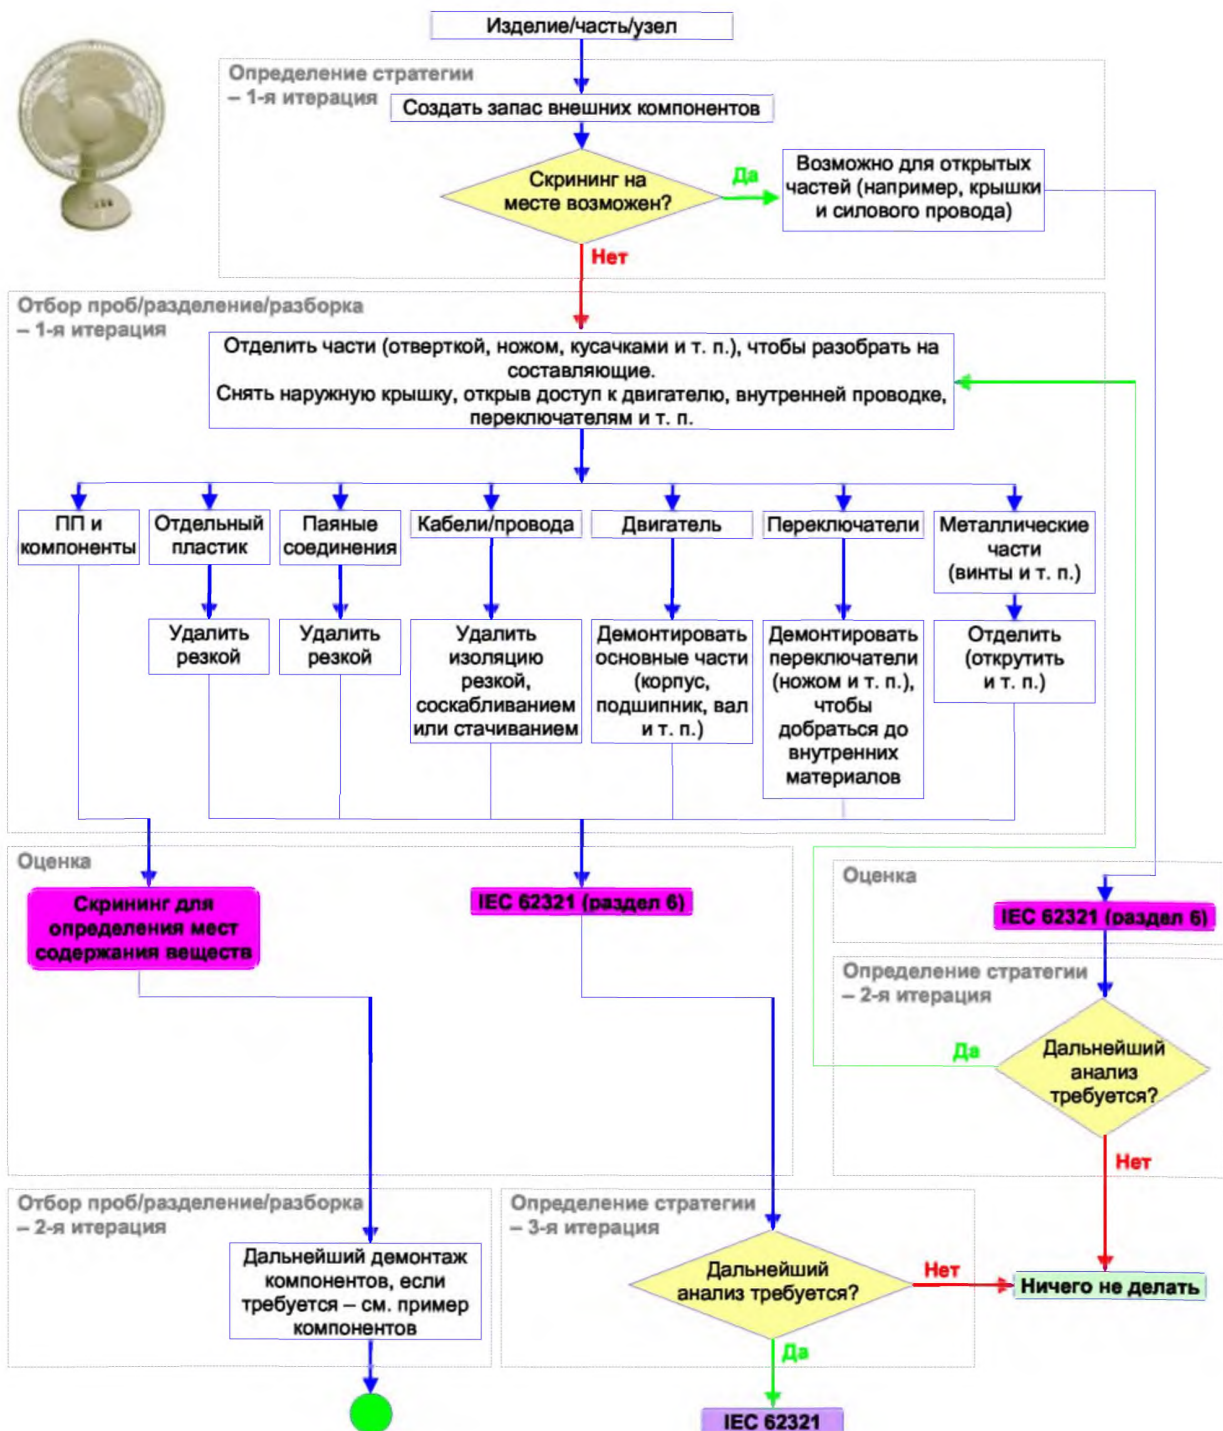 Изделие/часть/узел
Определение стратегии
– 1-я итерация
Создать запас внешних компонентов
Скрининг на
месте возможен?
Да
Возможно для открытых
частей (например, крышки
и силового провода)
Нет
Отбор проб/разделение/разборка
– 1-я итерация
Отделить части (отверткой, ножом, кусачками и т. п.), чтобы разобрать на
составляющие.
Снять наружную крышку, открыв доступ к двигателю, внутренней проводке,
переключателям и т. п.
ПП и
компоненты
Отдельный
пластик
Паяные
соединения
Кабели/провода
Двигатель
Переключатели
Металлические
части
(винты и т. п.)
Удалить
резкой
Удалить
резкой
Удалить
изоляцию
резкой,
соскабливанием
или стачиванием
Демонтировать
основные части
(корпус,
подшипник, вал
и т. п.)
Демонтировать
переключатели
(ножом и т. п.),
чтобы
добраться до
внутренних
материалов
Отделить
(открутить
и т. п.)
Оценка
Скрининг для
определения мест
содержания веществ
IEC 62321 (раздел 6)
Оценка
IEC 62321 (раздел 6)
Определение стратегии
– 2-я итерация
Да
Дальнейший
анализ
требуется?
Нет
Отбор проб/разделение/разборка
– 2-я итерация
Дальнейший демонтаж
компонентов, если
требуется – см. пример
компонентов
Определение стратегии
– 3-я итерация
Дальнейший
анализ требуется?
Нет
Ничего не делать
Да
IEC 62321